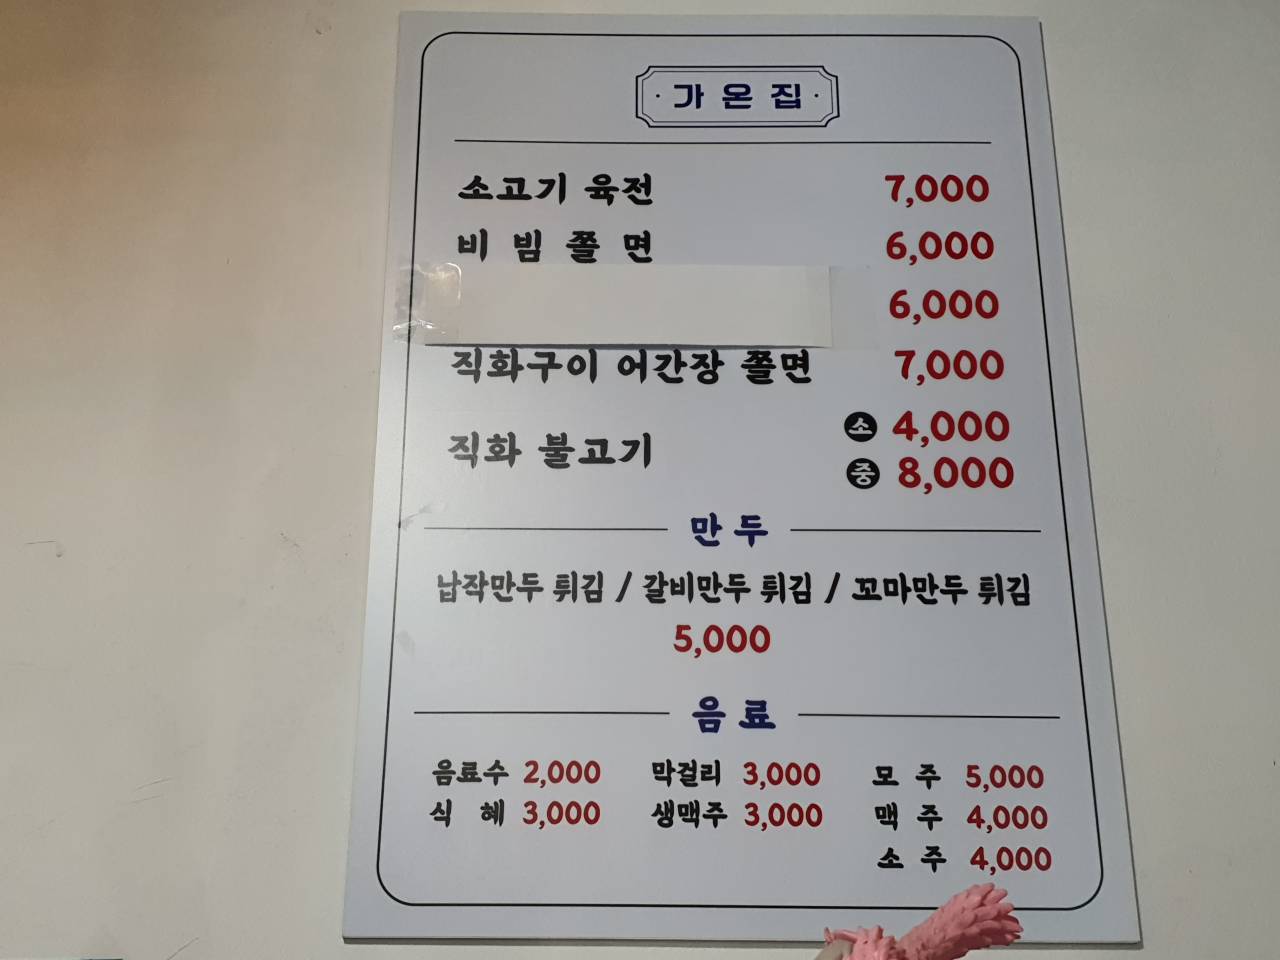 · 가온집 ·
소고기 육전 7,000
비 빔 쫄 면 6,000
6,000
직화구이 어간장 쫄면 7,000
직화 불고기 소 4,000
중 8,000
만 두
납작만두 튀김 / 갈비만두 튀김 / 꼬마만두 튀김
5,000
음 료
음료수 2,000 막걸리 3,000 모 주 5,000
식 혜 3,000 생맥주 3,000 맥 주 4,000
소 주 4,000